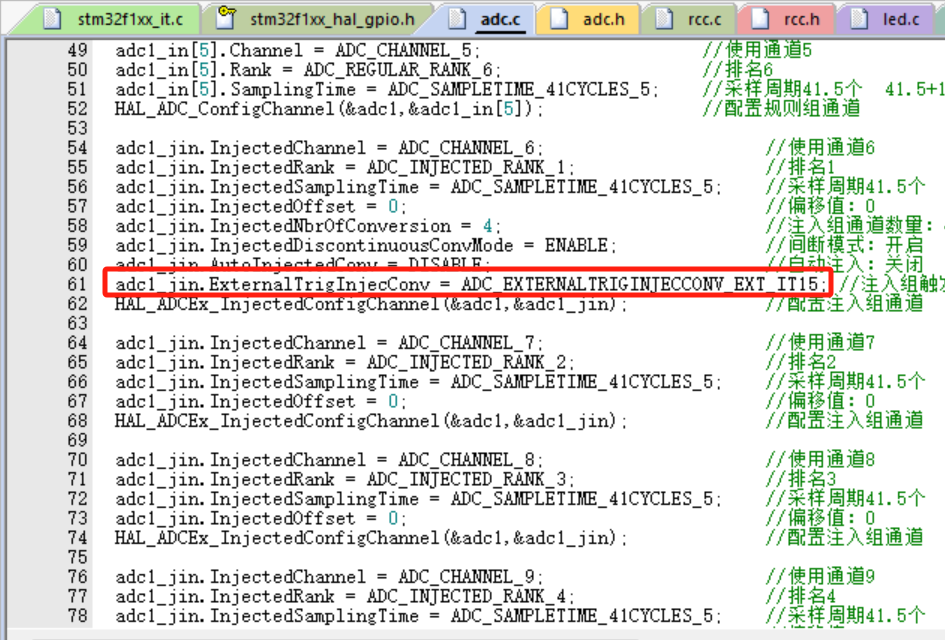 stm32f1xx_it.c stm32f1xx_hal_gpio.h adc.c adc.h rcc.c rcc.h led.c
49 adc1_in[5].Channel = ADC_CHANNEL_5; //使用通道5
50 adc1_in[5].Rank = ADC_REGULAR_RANK_6; //排名6
51 adc1_in[5].SamplingTime = ADC_SAMPLETIME_41CYCLES_5; //采样周期41.5个 41.5+1
52 HAL_ADC_ConfigChannel(&adc1,&adc1_in[5]); //配置规则组通道
53
54 adc1_jin.InjectedChannel = ADC_CHANNEL_6; //使用通道6
55 adc1_jin.InjectedRank = ADC_INJECTED_RANK_1; //排名1
56 adc1_jin.InjectedSamplingTime = ADC_SAMPLETIME_41CYCLES_5; //采样周期41.5个
57 adc1_jin.InjectedOffset = 0; //偏移值：0
58 adc1_jin.InjectedNbrOfConversion = 4; //注入组通道数量：
59 adc1_jin.InjectedDiscontinuousConvMode = ENABLE; //间断模式：开启
60 adc1_jin.AutoInjectedConv = DISABLE; //自动注入：关闭
61 adc1_jin.ExternalTrigInjecConv = ADC_EXTERNALTRIGINJECCONV_EXT_IT15; //注入组触发
62 HAL_ADCEx_InjectedConfigChannel(&adc1,&adc1_jin); //配置注入组通道
63
64 adc1_jin.InjectedChannel = ADC_CHANNEL_7; //使用通道7
65 adc1_jin.InjectedRank = ADC_INJECTED_RANK_2; //排名2
66 adc1_jin.InjectedSamplingTime = ADC_SAMPLETIME_41CYCLES_5; //采样周期41.5个
67 adc1_jin.InjectedOffset = 0; //偏移值：0
68 HAL_ADCEx_InjectedConfigChannel(&adc1,&adc1_jin); //配置注入组通道
69
70 adc1_jin.InjectedChannel = ADC_CHANNEL_8; //使用通道8
71 adc1_jin.InjectedRank = ADC_INJECTED_RANK_3; //排名3
72 adc1_jin.InjectedSamplingTime = ADC_SAMPLETIME_41CYCLES_5; //采样周期41.5个
73 adc1_jin.InjectedOffset = 0; //偏移值：0
74 HAL_ADCEx_InjectedConfigChannel(&adc1,&adc1_jin); //配置注入组通道
75
76 adc1_jin.InjectedChannel = ADC_CHANNEL_9; //使用通道9
77 adc1_jin.InjectedRank = ADC_INJECTED_RANK_4; //排名4
78 adc1_jin.InjectedSamplingTime = ADC_SAMPLETIME_41CYCLES_5; //采样周期41.5个